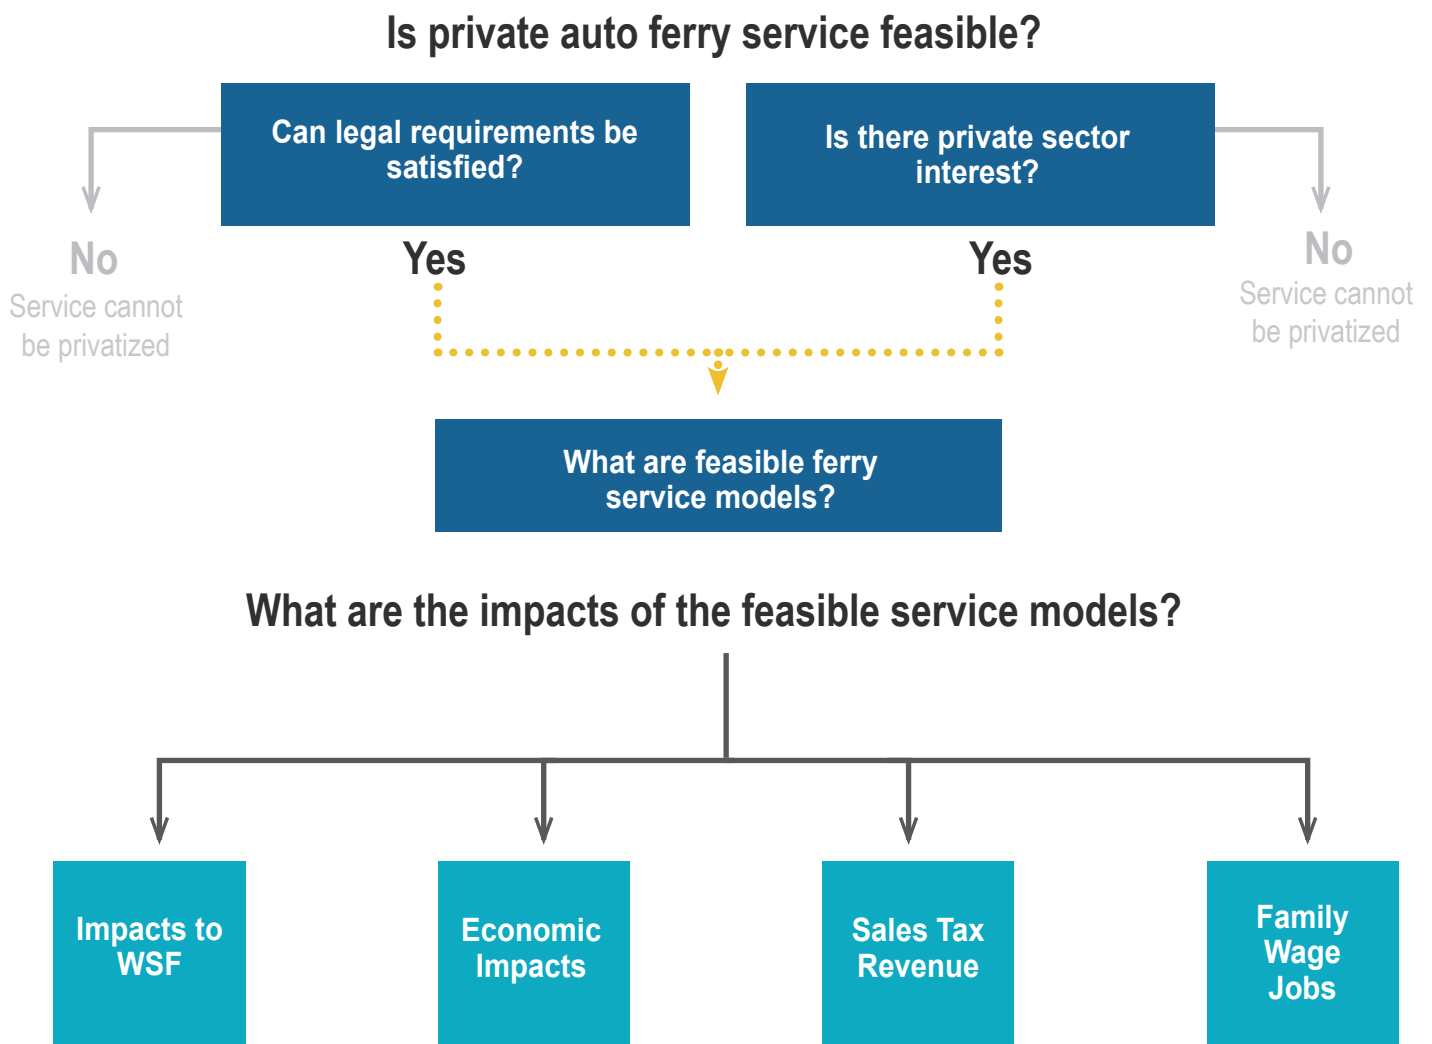 Is private auto ferry service feasible?
Can legal requirements be
satisfied?
Is there private sector
interest?
No
Service cannot
be privatized
Yes
Yes
No
Service cannot
be privatized
What are feasible ferry
service models?
What are the impacts of the feasible service models?
Impacts to
WSF
Economic
Impacts
Sales Tax
Revenue
Family
Wage
Jobs